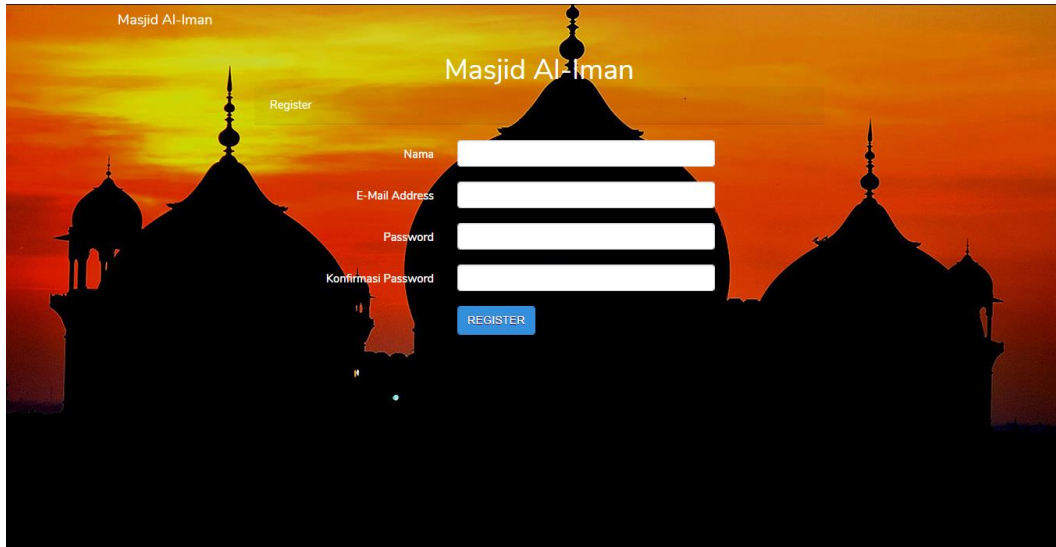 Masjid Al-Iman
Masjid Al-Iman
Register
Nama
E-Mail Address
Password
Konfirmasi Password
REGISTER